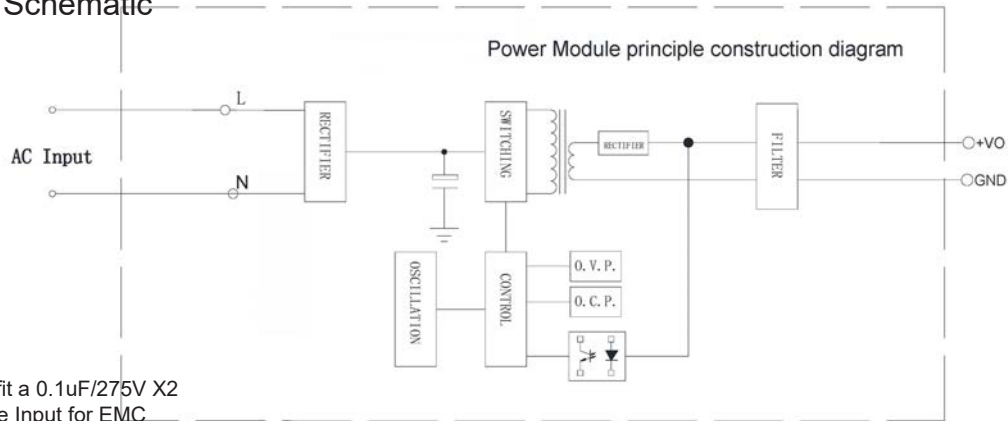 Schematic
Power Module principle construction diagram
L
AC Input
N
RECTIFIER
SWITCHING
RECTIFIER
FILTER
+VO
GND
OSCILLATION
CONTROL
O. V. P.
O. C. P.
fit a 0.1uF/275V X2
e Input for EMC